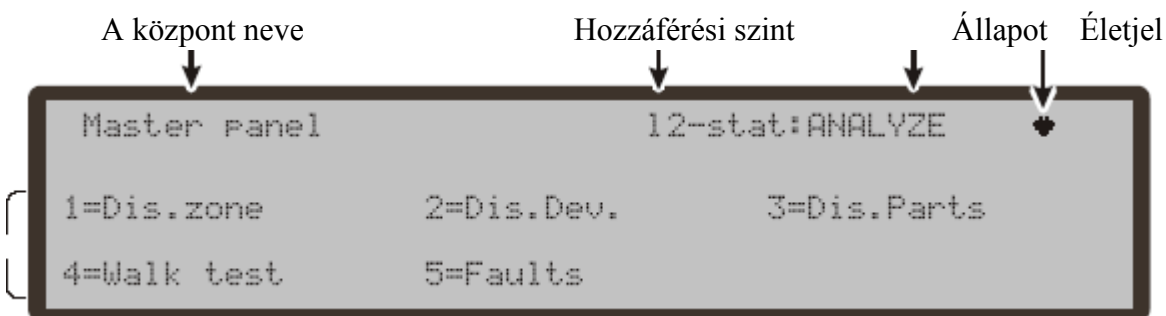 A központ neve Hozzáférési szint Állapot Életjel
Master panel l2-stat:ANALYZE
1=Dis.zone 2=Dis.Dev. 3=Dis.Parts
4=Walk test 5=Faults